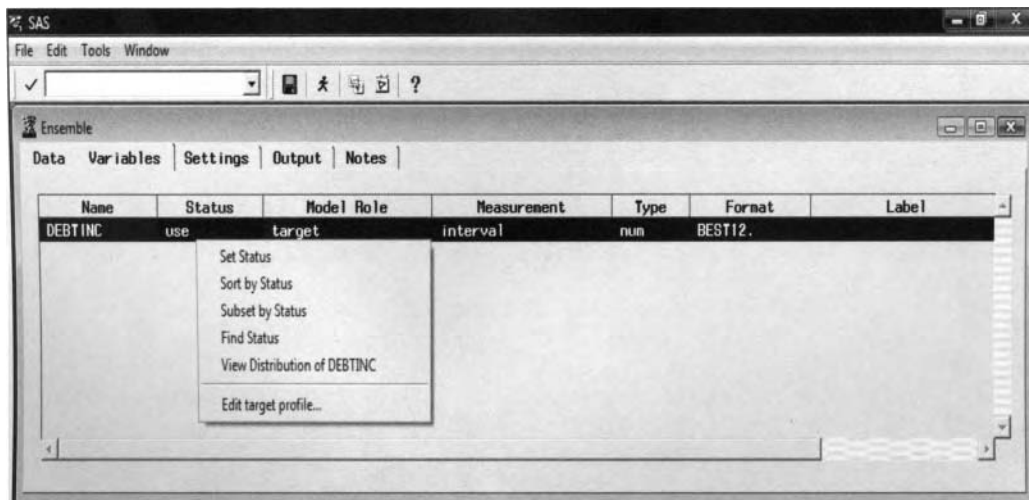 SAS
File Edit Tools Window
?
Ensemble
Data Variables Settings Output Notes
Name Status Model Role Measurement Type Format Label
DEBTINC use target interval num BEST12.
Set Status
Sort by Status
Subset by Status
Find Status
View Distribution of DEBTINC
Edit target profile...